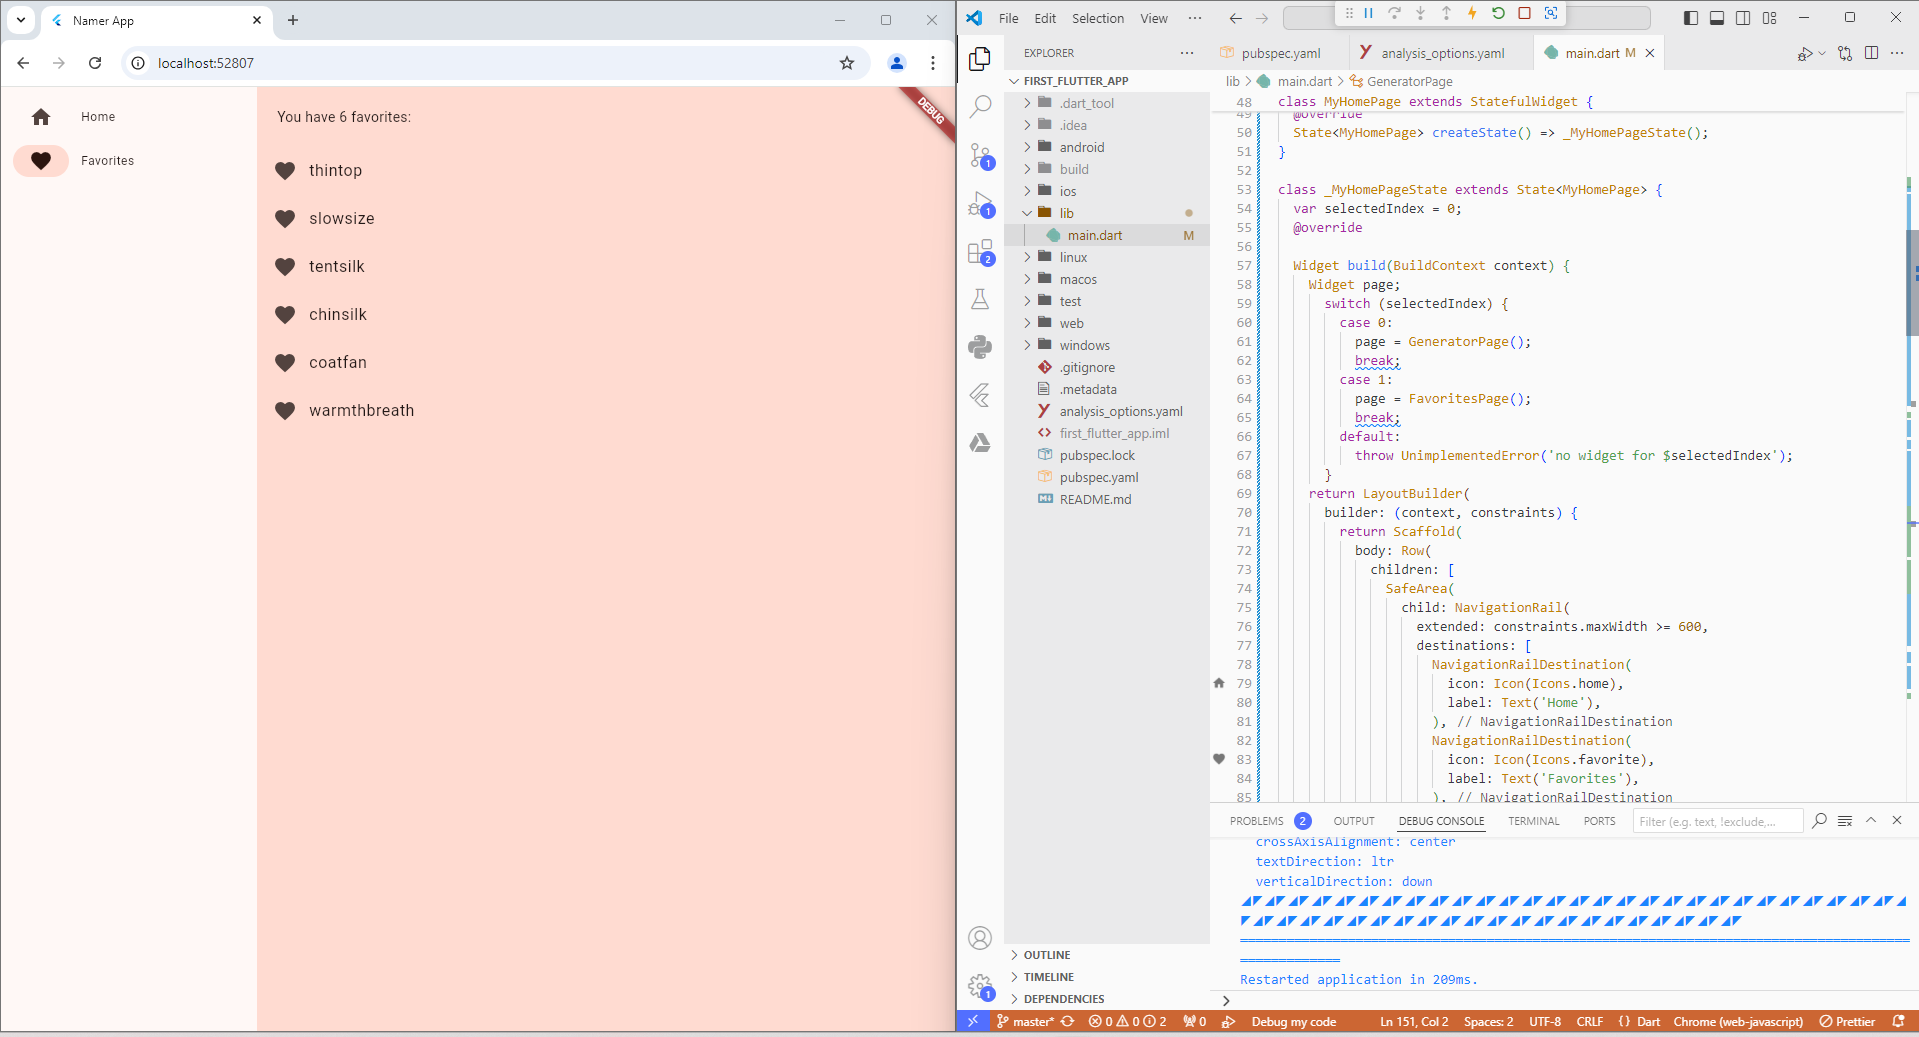 Namer App
localhost:52807
Home
Favorites
DEBUG
You have 6 favorites:
thintop
slowsize
tentsilk
chinsilk
coatfan
warmthbreath
File Edit Selection View
EXPLORER
FIRST_FLUTTER_APP
.dart_tool
.idea
android
build
ios
lib
main.dart M
linux
macos
test
web
windows
.gitignore
.metadata
analysis_options.yaml
first_flutter_app.iml
pubspec.lock
pubspec.yaml
README.md
OUTLINE
TIMELINE
DEPENDENCIES
1
1
2
1
pubspec.yaml
analysis_options.yaml
main.dart M
lib > main.dart > GeneratorPage
48 class MyHomePage extends StatefulWidget {
49 @override
50 State<MyHomePage> createState() => _MyHomePageState();
51 }
52
53 class _MyHomePageState extends State<MyHomePage> {
54 var selectedIndex = 0;
55 @override
56
57 Widget build(BuildContext context) {
58 Widget page;
59 switch (selectedIndex) {
60 case 0:
61 page = GeneratorPage();
62 break;
63 case 1:
64 page = FavoritesPage();
65 break;
66 default:
67 throw UnimplementedError('no widget for $selectedIndex');
68 }
69 return LayoutBuilder(
70 builder: (context, constraints) {
71 return Scaffold(
72 body: Row(
73 children: [
74 SafeArea(
75 child: NavigationRail(
76 extended: constraints.maxWidth >= 600,
77 destinations: [
78 NavigationRailDestination(
79 icon: Icon(Icons.home),
80 label: Text('Home'),
81 ), // NavigationRailDestination
82 NavigationRailDestination(
83 icon: Icon(Icons.favorite),
84 label: Text('Favorites'),
85 ), // NavigationRailDestination
PROBLEMS 2 OUTPUT DEBUG CONSOLE TERMINAL PORTS Filter (e.g. text, !exclude,...
crossAxisAlignment: center
textDirection: ltr
verticalDirection: down
Restarted application in 209ms.
master* 0 0 2 0 Debug my code Ln 151, Col 2 Spaces: 2 UTF-8 CRLF {} Dart Chrome (web-javascript) Prettier